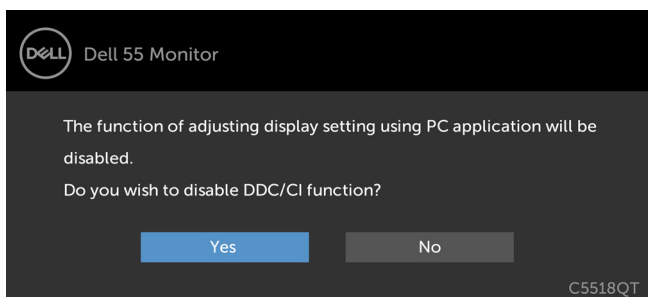 DELL Dell 55 Monitor
The function of adjusting display setting using PC application will be
disabled.
Do you wish to disable DDC/CI function?
Yes No
C5518QT